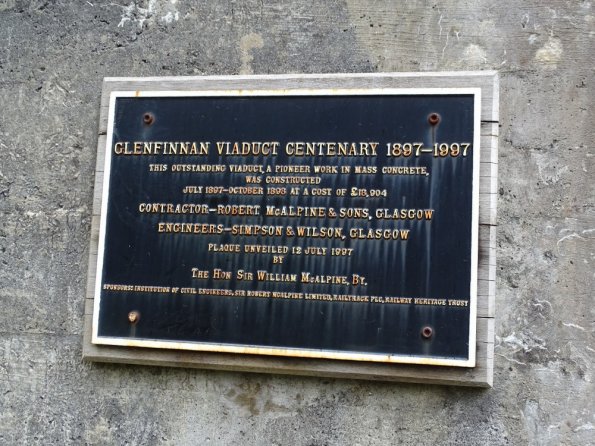 GLENFINNAN VIADUCT CENTENARY 1897-1997
THIS OUTSTANDING VIADUCT, A PIONEER WORK IN MASS CONCRETE,
WAS CONSTRUCTED
JULY 1897-OCTOBER 1898 AT A COST OF £18,904
CONTRACTOR-ROBERT MCALPINE & SONS, GLASGOW
ENGINEERS-SIMPSON & WILSON, GLASGOW
PLAQUE UNVEILED 12 JULY 1997
BY
THE HON SIR WILLIAM MCALPINE, BT.
SPONSORS: INSTITUTION OF CIVIL ENGINEERS, SIR ROBERT MCALPINE LIMITED, RAILTRACK PLC, RAILWAY HERITAGE TRUST